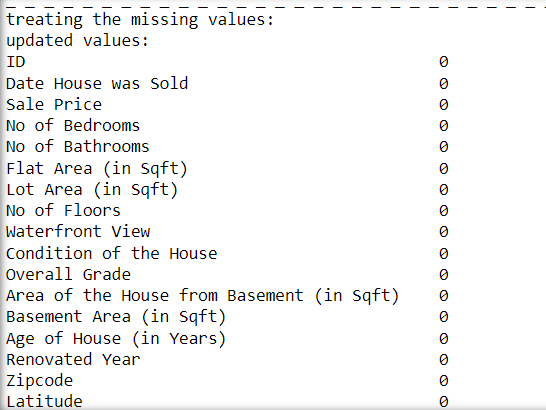 treating the missing values:
updated values:
ID 0
Date House was Sold 0
Sale Price 0
No of Bedrooms 0
No of Bathrooms 0
Flat Area (in Sqft) 0
Lot Area (in Sqft) 0
No of Floors 0
Waterfront View 0
Condition of the House 0
Overall Grade 0
Area of the House from Basement (in Sqft) 0
Basement Area (in Sqft) 0
Age of House (in Years) 0
Renovated Year 0
Zipcode 0
Latitude 0